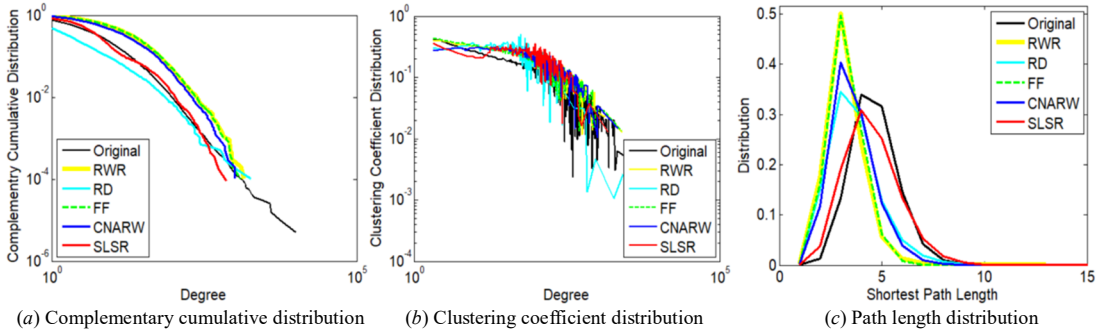 Complementry Cumulative Distribution
10^0
10^-2
10^-4
10^-6
10^0
10^5
Degree
Original
RWR
RD
FF
CNARW
SLSR
(a) Complementary cumulative distribution
Clustering Coefficient Distribution
10^0
10^-1
10^-2
10^-3
10^-4
10^0
10^5
Degree
Original
RWR
RD
FF
CNARW
SLSR
(b) Clustering coefficient distribution
Distribution
0.5
0.4
0.3
0.2
0.1
0
0
5
10
15
Shortest Path Length
Original
RWR
RD
FF
CNARW
SLSR
(c) Path length distribution